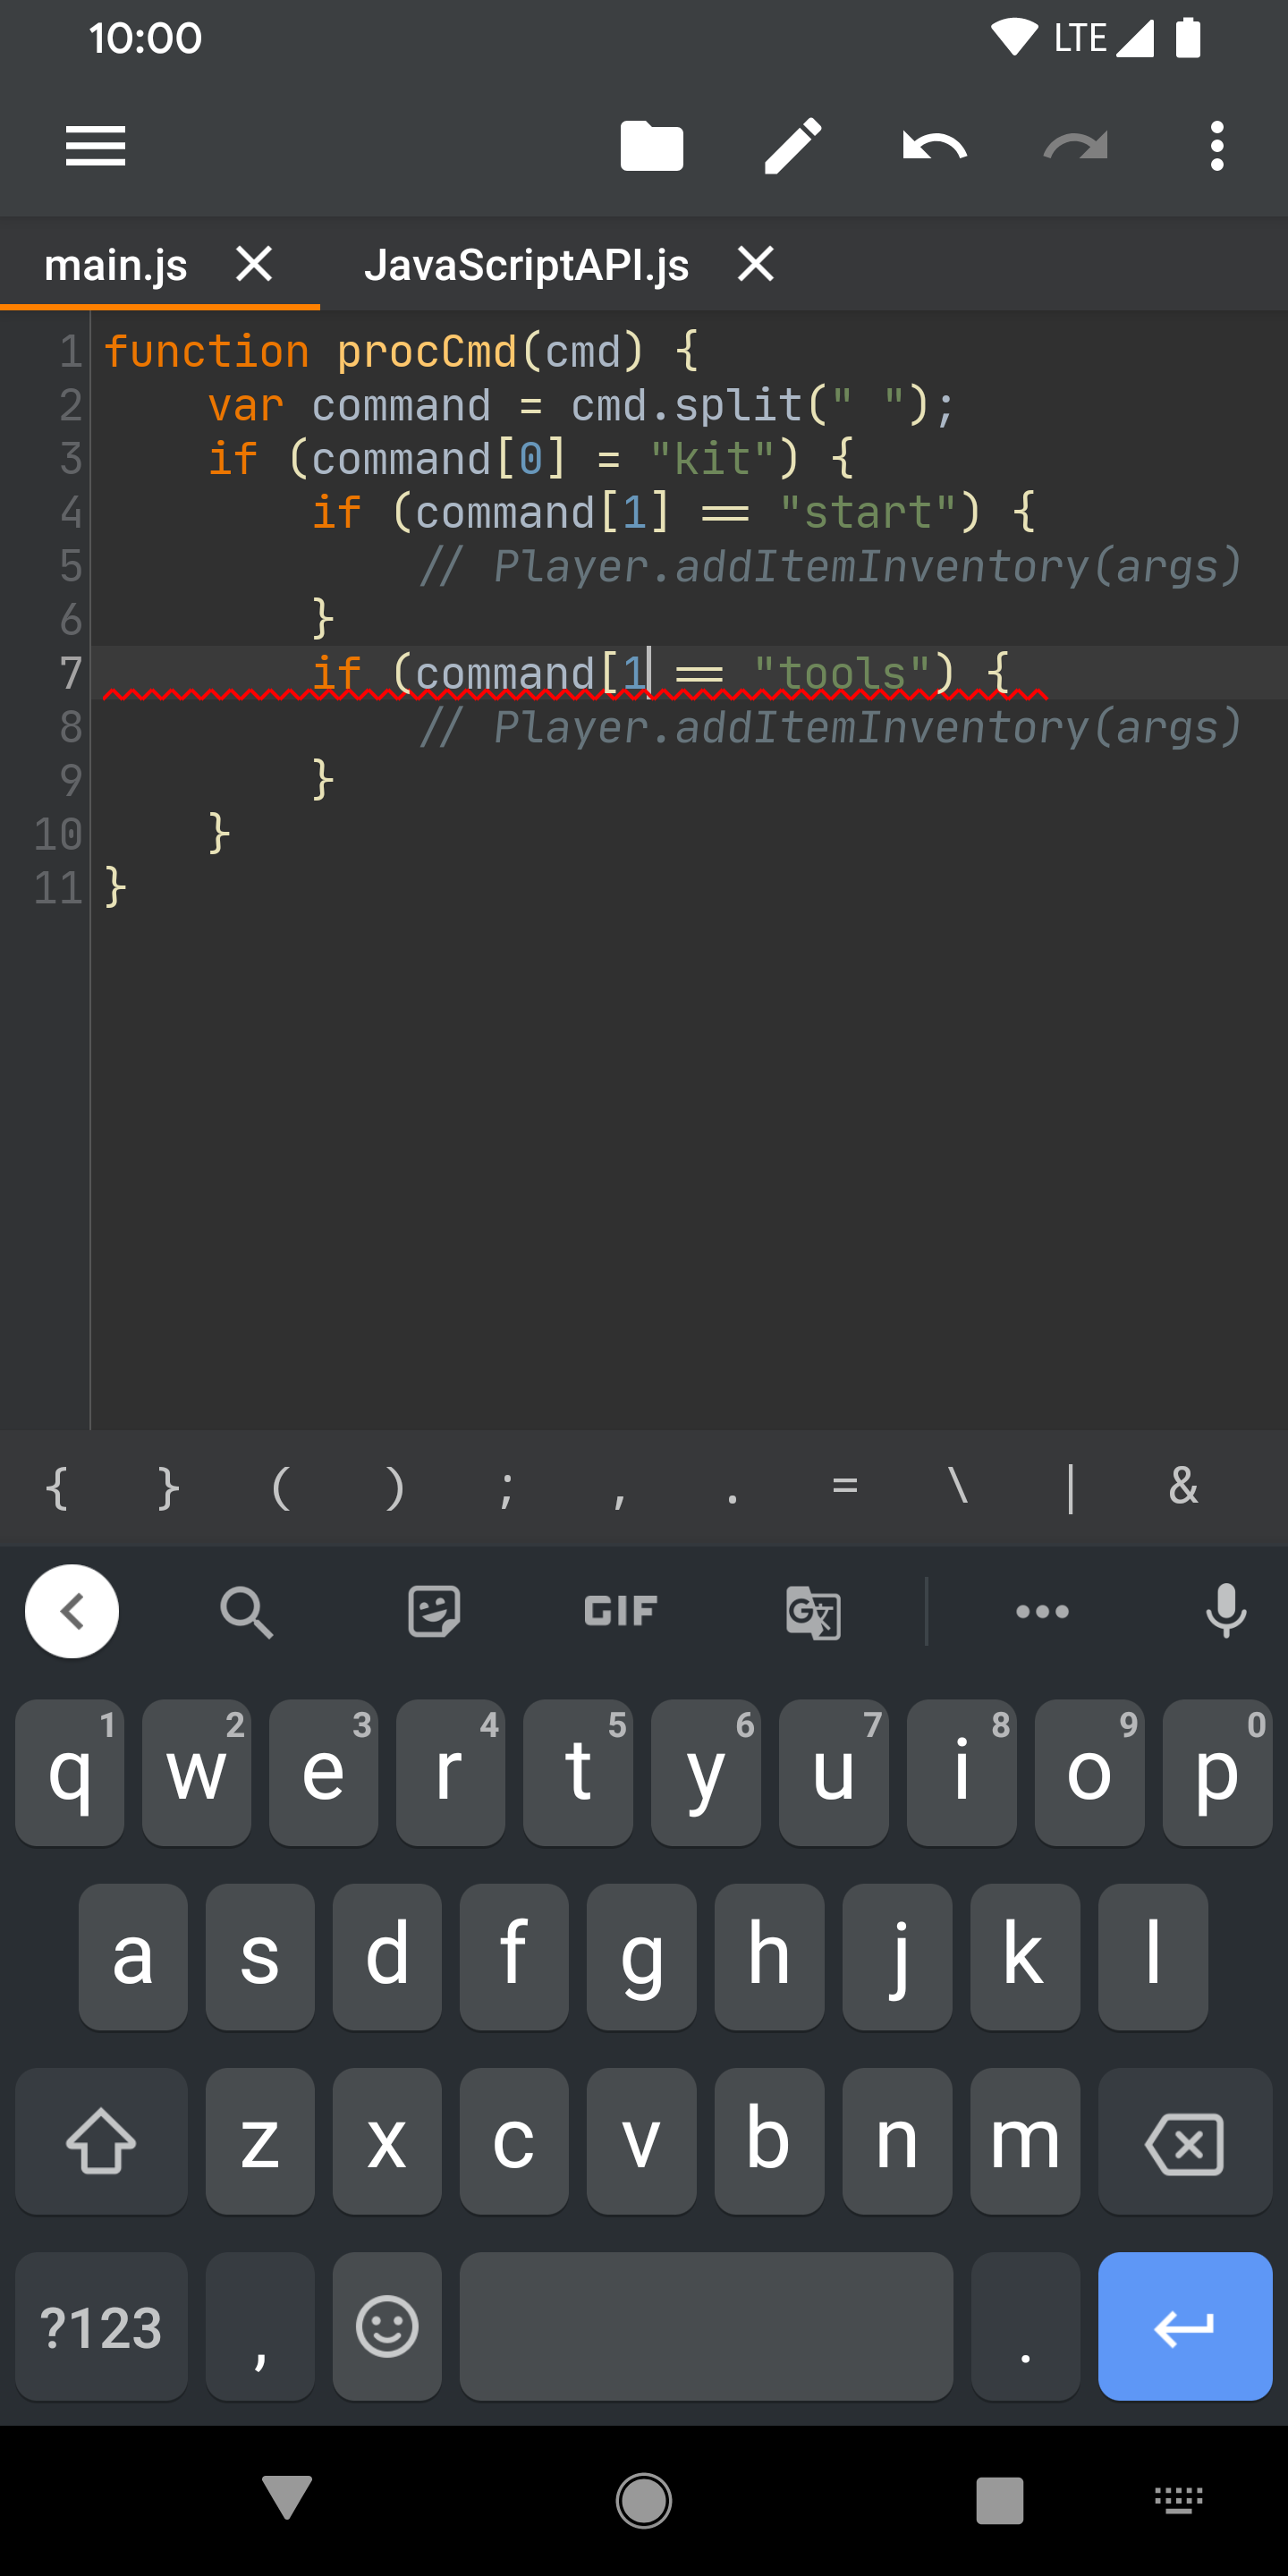 10:00 LTE
main.js JavaScriptAPI.js
1 function procCmd(cmd) {
2 var command = cmd.split(" ");
3 if (command[0] = "kit") {
4 if (command[1] == "start") {
5 // Player.addItemInventory(args)
6 }
7 if (command[1 == "tools") {
8 // Player.addItemInventory(args)
9 }
10 }
11 }
{ } ( ) ; , . = \ | &
GIF G文
1 2 3 4 5 6 7 8 9 0
q w e r t y u i o p
a s d f g h j k l
z x c v b n m
?123 , .